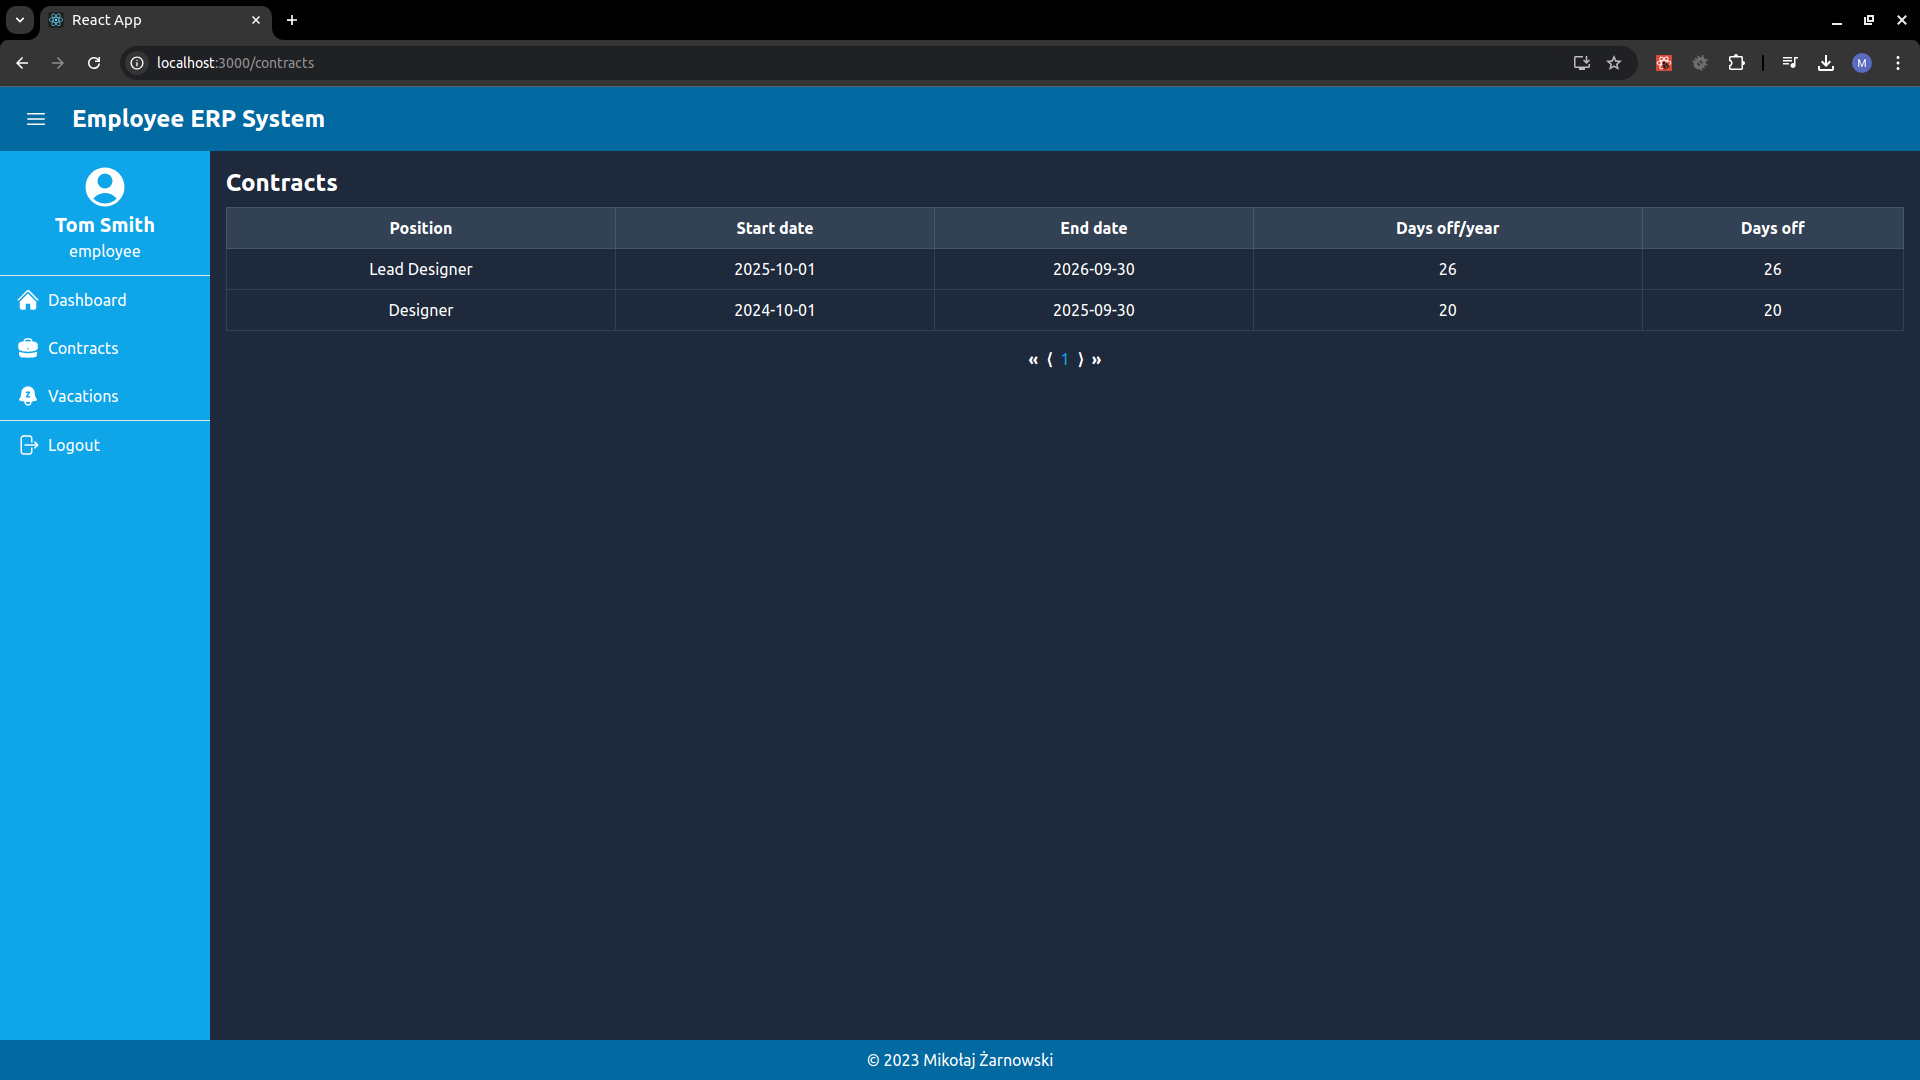 React App
localhost:3000/contracts
M
Employee ERP System
Tom Smith
employee
Dashboard
Contracts
Vacations
Logout
Contracts
Position Start date End date Days off/year Days off
Lead Designer 2025-10-01 2026-09-30 26 26
Designer 2024-10-01 2025-09-30 20 20
« ⟨ 1 ⟩ »
© 2023 Mikołaj Żarnowski